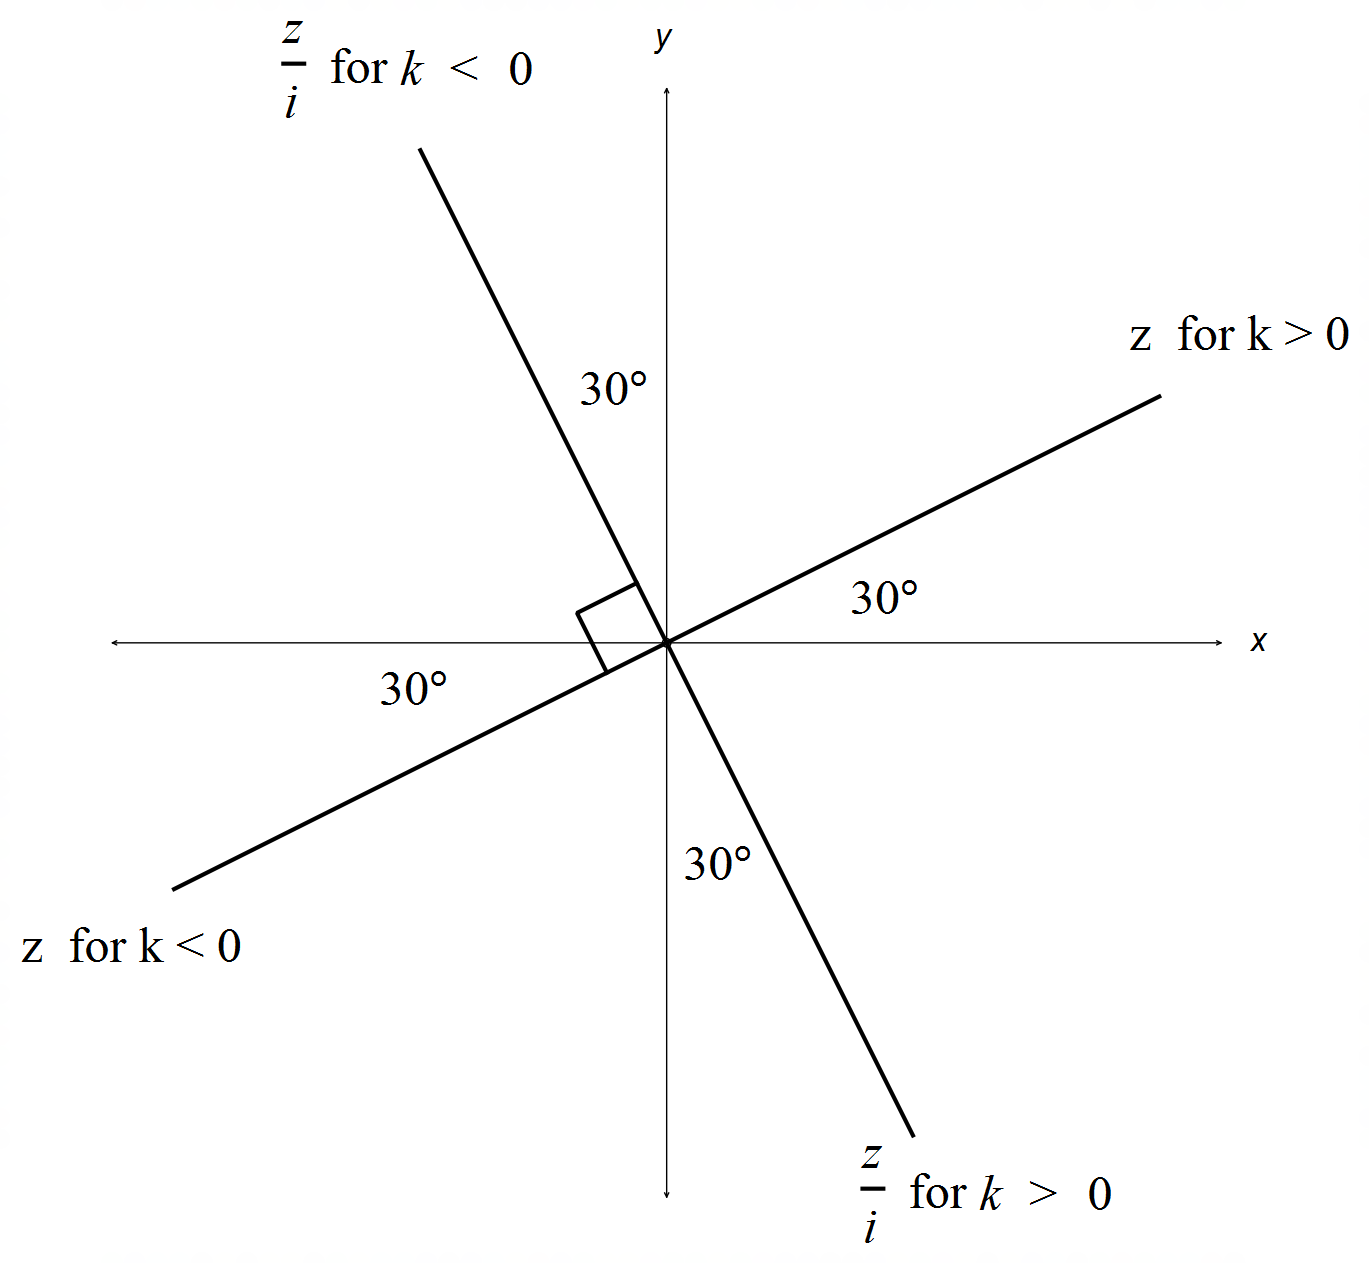 y
z/i for k < 0
z for k > 0
30°
30°
x
30°
30°
z for k < 0
z/i for k > 0